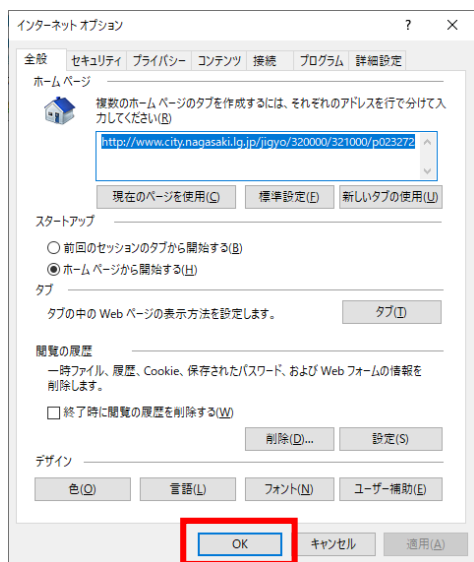 インターネット オプション ? ×
全般 セキュリティ プライバシー コンテンツ 接続 プログラム 詳細設定
ホーム ページ
複数のホーム ページのタブを作成するには、それぞれのアドレスを行で分けて入
力してください(R)
http://www.city.nagasaki.lg.jp/jigyo/320000/321000/p023272
現在のページを使用(C) 標準設定(F) 新しいタブの使用(U)
スタートアップ
前回のセッションのタブから開始する(B)
ホーム ページから開始する(H)
タブ
タブの中の Web ページの表示方法を設定します。 タブ(T)
閲覧の履歴
一時ファイル、履歴、Cookie、保存されたパスワード、および Web フォームの情報を
削除します。
終了時に閲覧の履歴を削除する(W)
削除(D)... 設定(S)
デザイン
色(O) 言語(L) フォント(N) ユーザー補助(E)
OK キャンセル 適用(A)